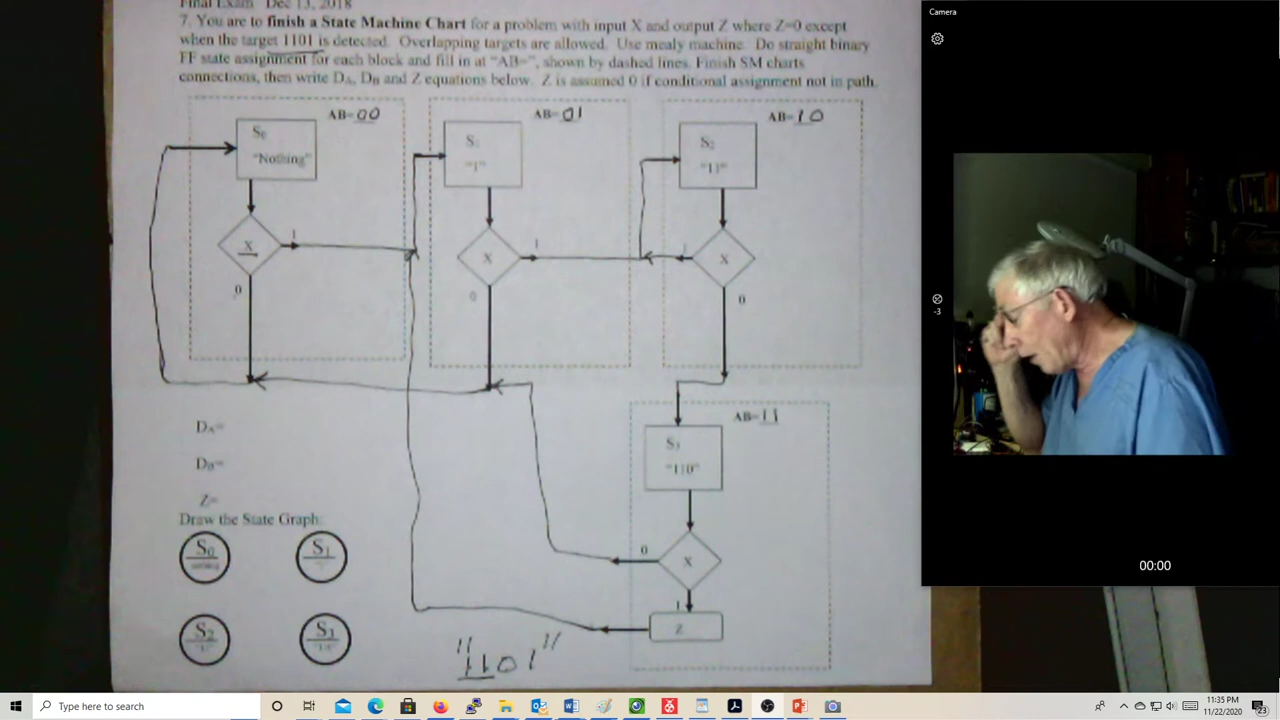 Final Exam Dec 13, 2018
7. You are to finish a State Machine Chart for a problem with input X and output Z where Z=0 except
when the target 1101 is detected. Overlapping targets are allowed. Use mealy machine. Do straight binary
FF state assignment for each block and fill in at “AB=”, shown by dashed lines. Finish SM charts
connections, then write DA, DB and Z equations below. Z is assumed 0 if conditional assignment not in path.
AB=00
AB=01
AB=10
S0
"Nothing"
S1
"1"
S2
"11"
X
1
0
X
1
0
X
1
0
AB=11
S3
"110"
X
0
1
Z
DA=
DB=
Z=
Draw the State Graph:
S0
nothing
S1
S2
"11"
S3
"1101"
Camera
-3
00:00
Type here to search
11:35 PM
11/22/2020
23